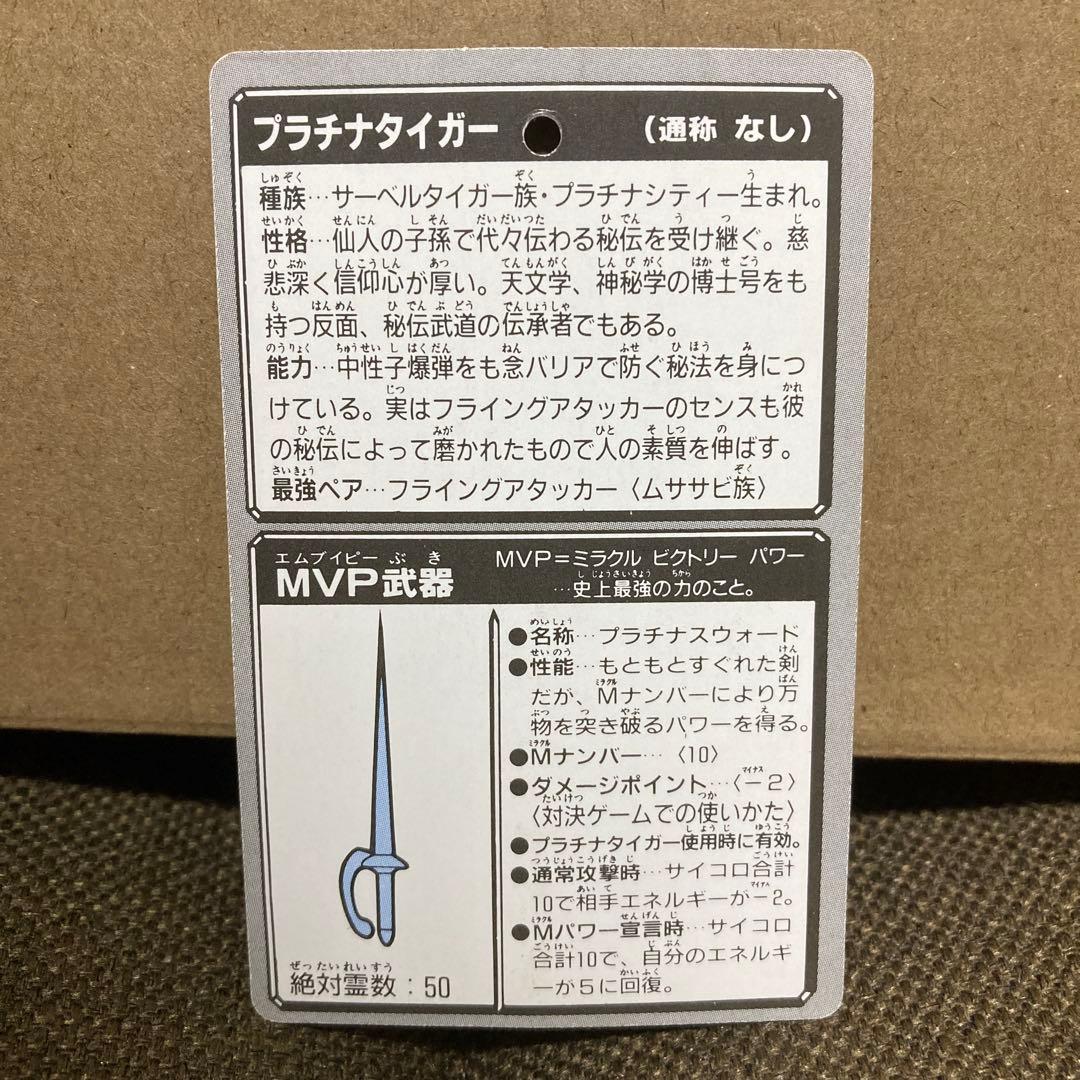 プラチナタイガー （通称 なし）
種族…サーベルタイガー族・プラチナシティー生まれ。
性格…仙人の子孫で代々伝わる秘伝を受け継ぐ。慈
悲深く信仰心が厚い。天文学、神秘学の博士号をも
持つ反面、秘伝武道の伝承者でもある。
能力…中性子爆弾をも念バリアで防ぐ秘法を身につ
けている。実はフライングアタッカーのセンスも彼
の秘伝によって磨かれたもので人の素質を伸ばす。
最強ペア…フライングアタッカー〈ムササビ族〉
MVP武器
MVP＝ミラクル ビクトリー パワー
…史上最強の力のこと。
●名称…プラチナスウォード
●性能…もともとすぐれた剣
だが、Mナンバーにより万
物を突き破るパワーを得る。
●Mナンバー…〈10〉
●ダメージポイント…〈－2〉
〈対決ゲームでの使いかた〉
●プラチナタイガー使用時に有効。
●通常攻撃時…サイコロ合計
10で相手エネルギーが－2。
●Mパワー宣言時…サイコロ
合計10で、自分のエネルギ
ーが5に回復。
絶対霊数：50